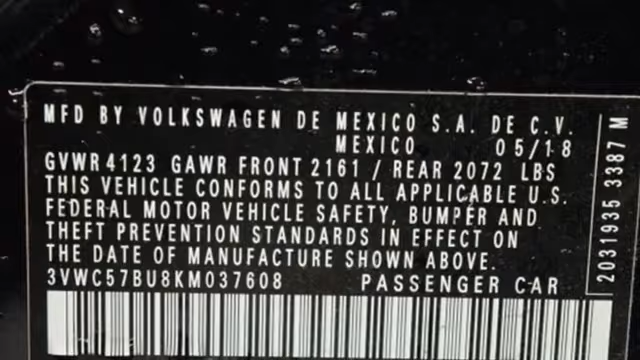 MFD BY VOLKSWAGEN DE MEXICO S.A. DE C.V.
MEXICO 05/18
GVWR 4123 GAWR FRONT 2161 / REAR 2072 LBS
THIS VEHICLE CONFORMS TO ALL APPLICABLE U.S.
FEDERAL MOTOR VEHICLE SAFETY, BUMPER AND
THEFT PREVENTION STANDARDS IN EFFECT ON
THE DATE OF MANUFACTURE SHOWN ABOVE.
3VWC57BU8KM037608 PASSENGER CAR
2031935 3387 M